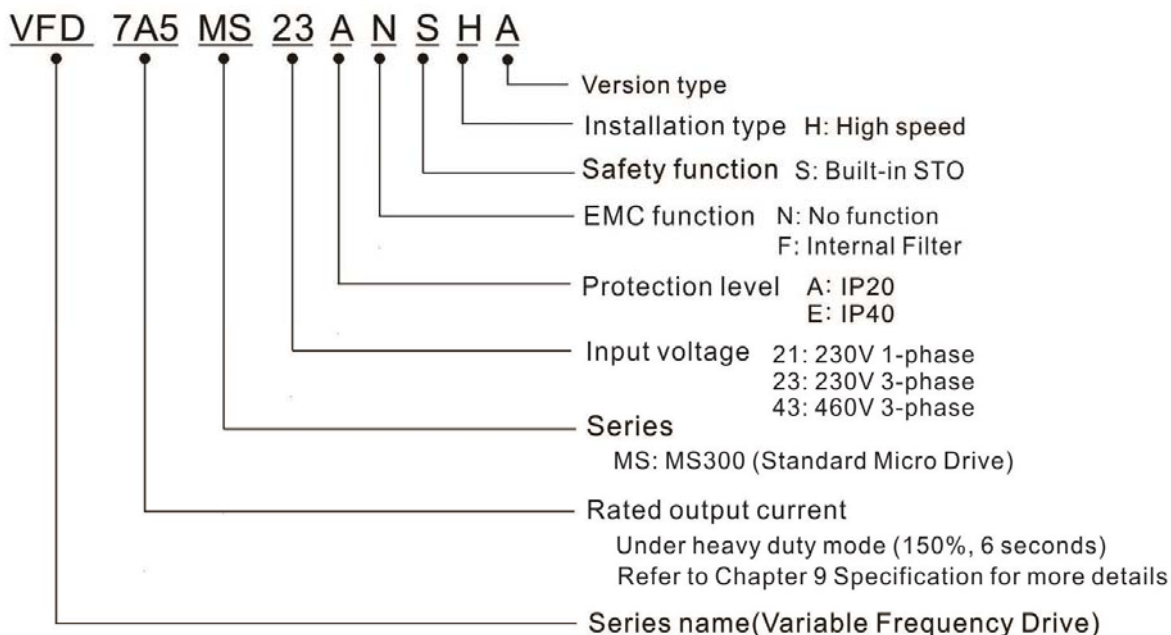 VFD 7A5 MS 23 A N S H A
Version type
Installation type H: High speed
Safety function S: Built-in STO
EMC function N: No function
F: Internal Filter
Protection level A: IP20
E: IP40
Input voltage 21: 230V 1-phase
23: 230V 3-phase
43: 460V 3-phase
Series
MS: MS300 (Standard Micro Drive)
Rated output current
Under heavy duty mode (150%, 6 seconds)
Refer to Chapter 9 Specification for more details
Series name(Variable Frequency Drive)